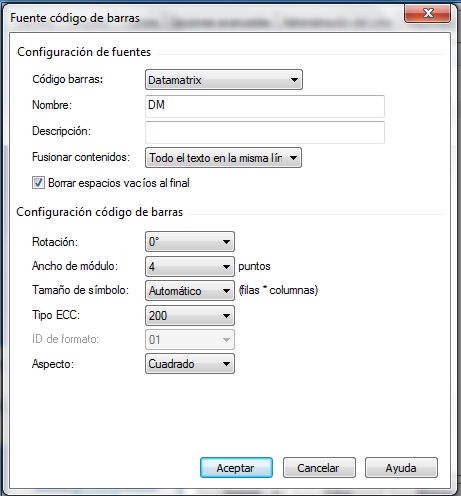 Fuente código de barras
Configuración de fuentes
Código barras: Datamatrix
Nombre: DM
Descripción:
Fusionar contenidos: Todo el texto en la misma lín
Borrar espacios vacíos al final
Configuración código de barras
Rotación: 0°
Ancho de módulo: 4 puntos
Tamaño de símbolo: Automático (filas * columnas)
Tipo ECC: 200
ID de formato: 01
Aspecto: Cuadrado
Aceptar Cancelar Ayuda